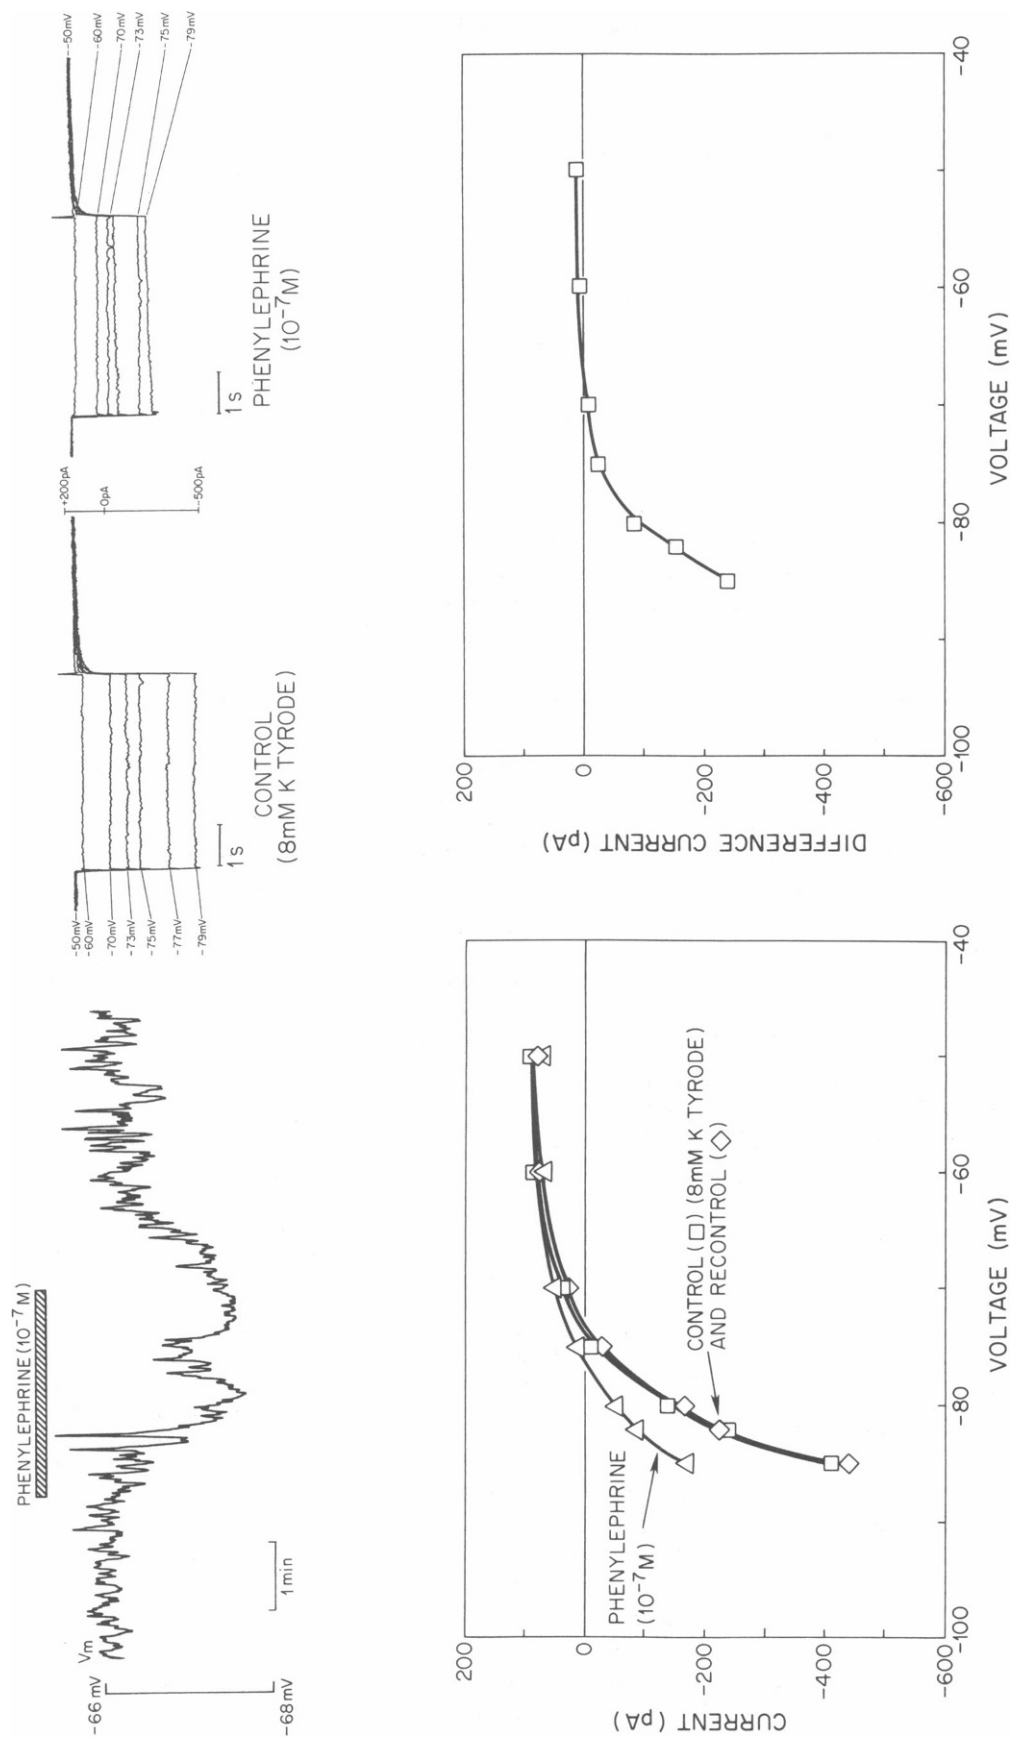 PHENYLEPHRINE (10⁻⁷ M)
Vm
-66 mV
-68mV
1 min
-50mV
-60mV
-70mV
-73mV
-75mV
-77mV
-79mV
1s
CONTROL
(8mM K TYRODE)
+200pA
0pA
-500pA
-50mV
-60mV
-70mV
-73mV
-75mV
-79mV
1s
PHENYLEPHRINE
(10⁻⁷M)
CURRENT (pA)
200
0
-200
-400
-600
-100
-80
-60
-40
VOLTAGE (mV)
PHENYLEPHRINE
(10⁻⁷M)
CONTROL (□) (8mM K TYRODE)
AND RECONTROL (◇)
DIFFERENCE CURRENT (pA)
200
0
-200
-400
-600
-100
-80
-60
-40
VOLTAGE (mV)